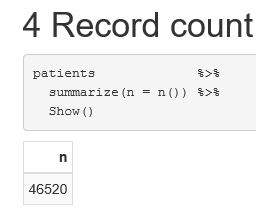 4 Record count
patients %>%
summarize(n = n()) %>%
Show()
n
46520